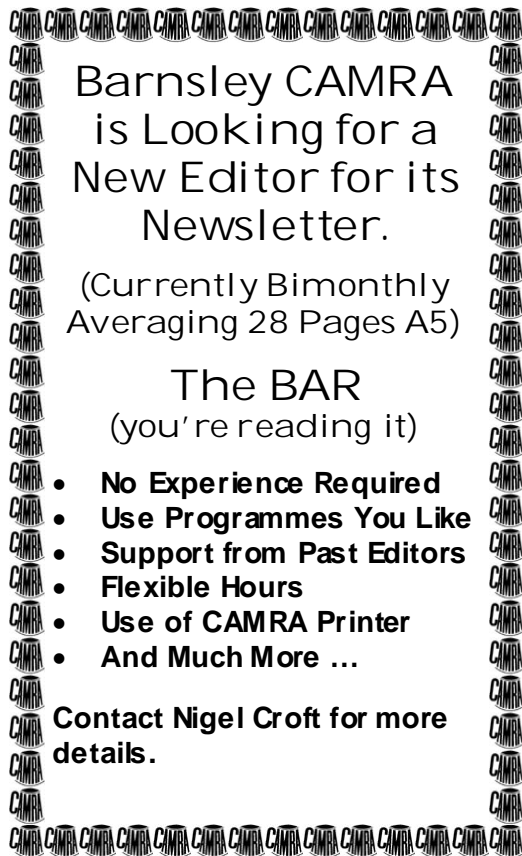 Barnsley CAMRA
is Looking for a
New Editor for its
Newsletter.
(Currently Bimonthly
Averaging 28 Pages A5)
The BAR
(you're reading it)
• No Experience Required
• Use Programmes You Like
• Support from Past Editors
• Flexible Hours
• Use of CAMRA Printer
• And Much More …
Contact Nigel Croft for more
details.